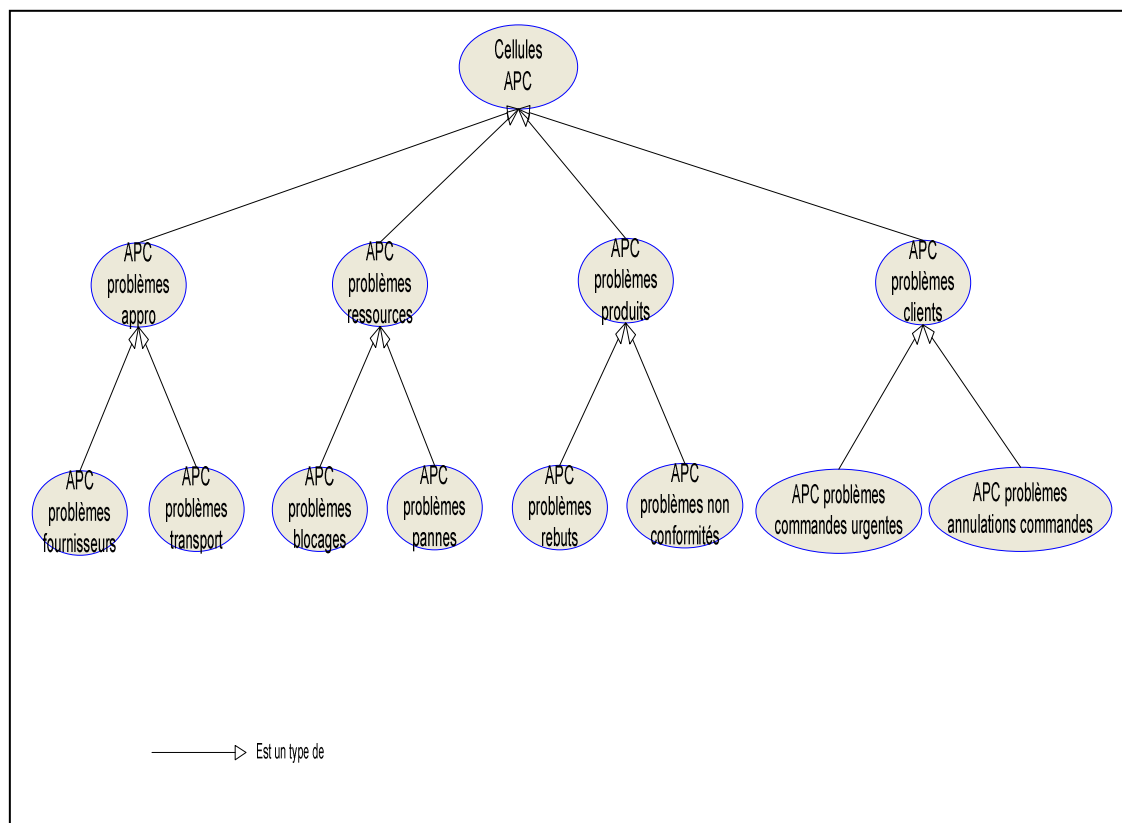 Cellules
APC
APC
problèmes
appro
APC
problèmes
ressources
APC
problèmes
produits
APC
problèmes
clients
APC
problèmes
fournisseurs
APC
problèmes
transport
APC
problèmes
blocages
APC
problèmes
pannes
APC
problèmes
rebuts
APC
problèmes non
conformités
APC problèmes
commandes urgentes
APC problèmes
annulations commandes
Est un type de